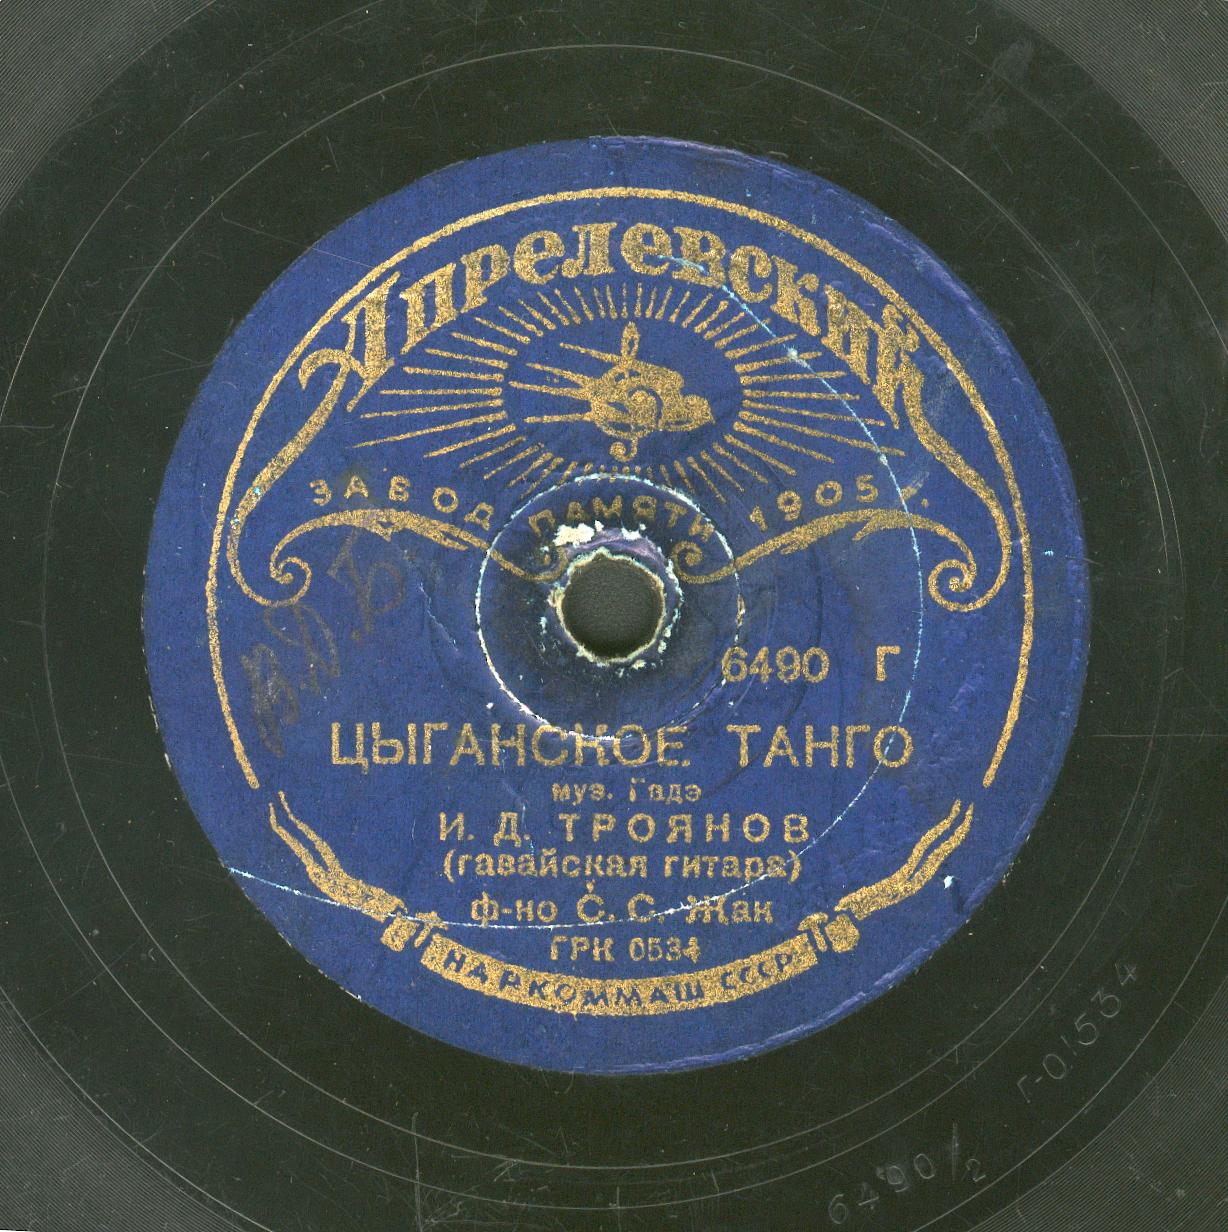 Апрелевский
ЗАВОД ПАМЯТИ 1905 г.
В.Д.Б
6490 Г
ЦЫГАНСКОЕ ТАНГО
муз. Гадэ
И. Д. ТРОЯНОВ
(гавайская гитара)
ф-но С. С. Жак
ГРК 0534
НАРКОММАШ СССР
Г-01534
6490/2